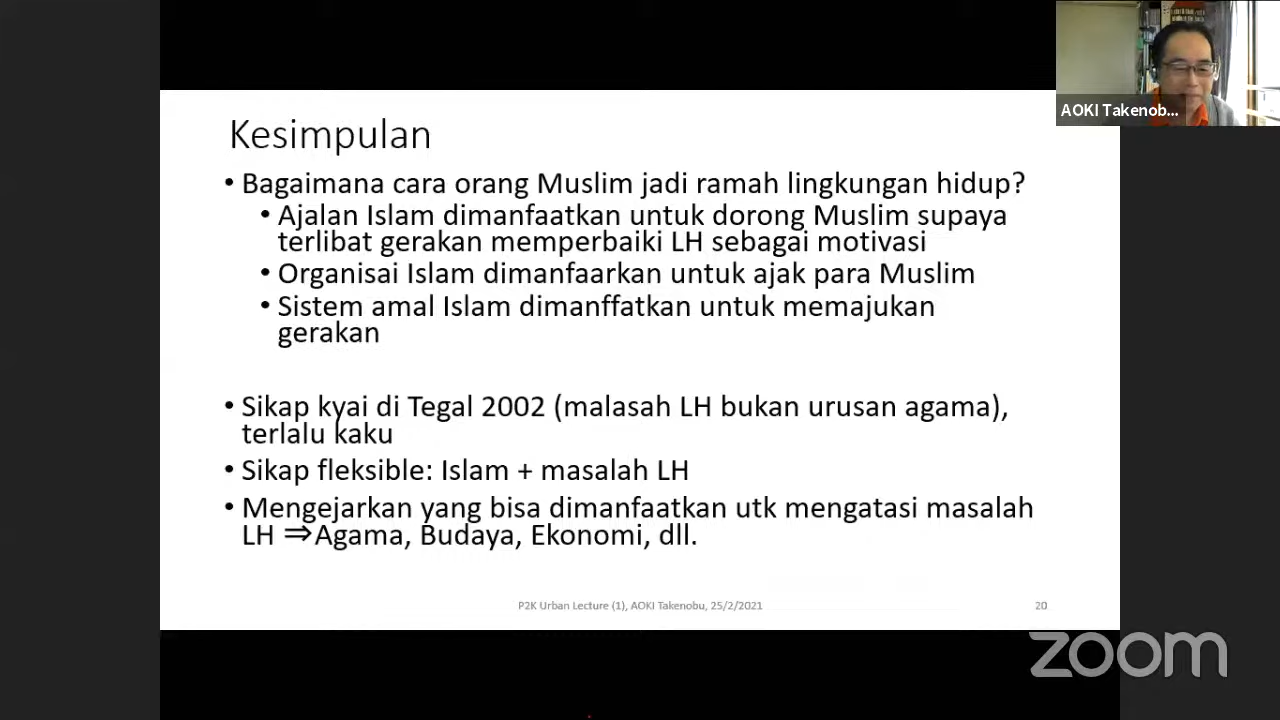 AOKI Takenob...
Kesimpulan
• Bagaimana cara orang Muslim jadi ramah lingkungan hidup?
• Ajalan Islam dimanfaatkan untuk dorong Muslim supaya
terlibat gerakan memperbaiki LH sebagai motivasi
• Organisai Islam dimanfaarkan untuk ajak para Muslim
• Sistem amal Islam dimanffatkan untuk memajukan
gerakan
• Sikap kyai di Tegal 2002 (malasah LH bukan urusan agama),
terlalu kaku
• Sikap fleksible: Islam + masalah LH
• Mengejarkan yang bisa dimanfaatkan utk mengatasi masalah
LH ⇒Agama, Budaya, Ekonomi, dll.
P2K Urban Lecture (1), AOKI Takenobu, 25/2/2021
20
zoom